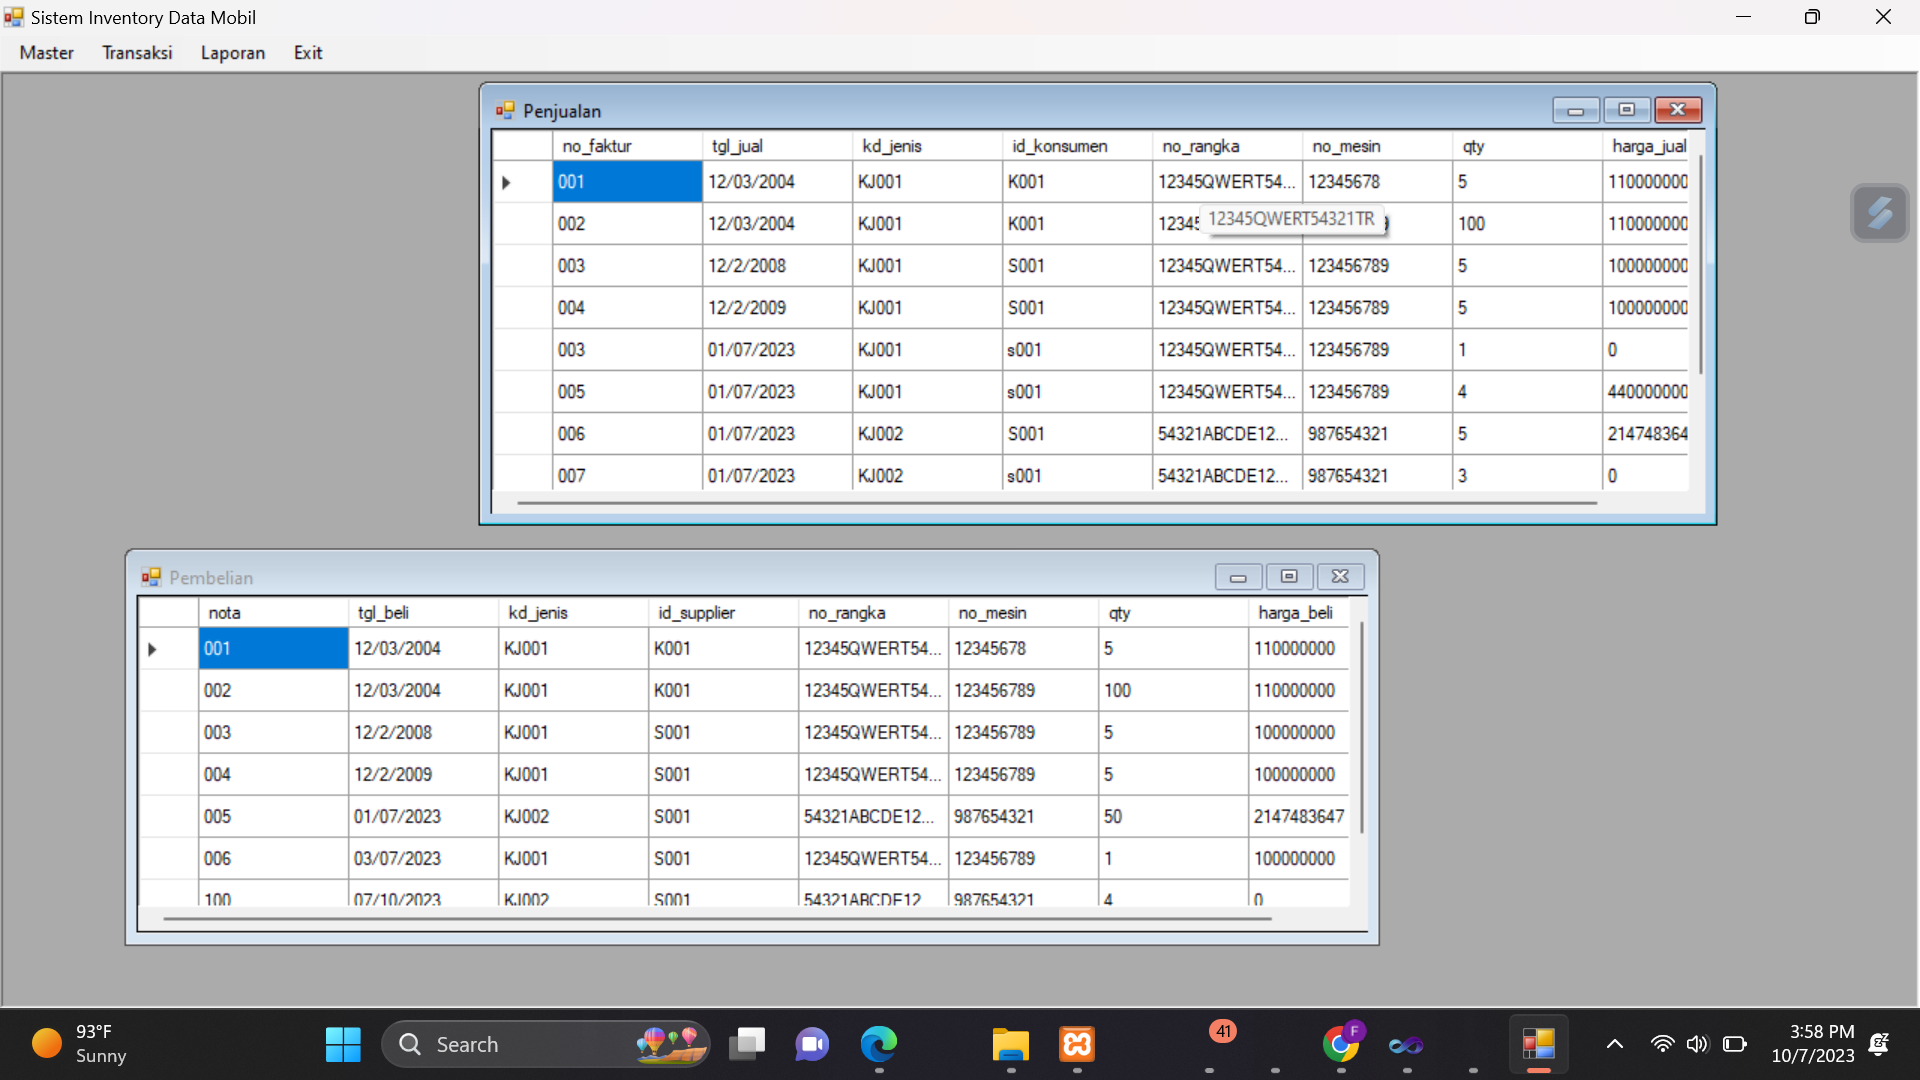 Sistem Inventory Data Mobil
Master Transaksi Laporan Exit
Penjualan
no_faktur tgl_jual kd_jenis id_konsumen no_rangka no_mesin qty harga_jual
001 12/03/2004 KJ001 K001 12345QWERT54... 12345678 5 110000000
12345QWERT54321TR
002 12/03/2004 KJ001 K001 12345 100 110000000
003 12/2/2008 KJ001 S001 12345QWERT54... 123456789 5 100000000
004 12/2/2009 KJ001 S001 12345QWERT54... 123456789 5 100000000
003 01/07/2023 KJ001 s001 12345QWERT54... 123456789 1 0
005 01/07/2023 KJ001 s001 12345QWERT54... 123456789 4 440000000
006 01/07/2023 KJ002 S001 54321ABCDE12... 987654321 5 214748364
007 01/07/2023 KJ002 s001 54321ABCDE12... 987654321 3 0
Pembelian
nota tgl_beli kd_jenis id_supplier no_rangka no_mesin qty harga_beli
001 12/03/2004 KJ001 K001 12345QWERT54... 12345678 5 110000000
002 12/03/2004 KJ001 K001 12345QWERT54... 123456789 100 110000000
003 12/2/2008 KJ001 S001 12345QWERT54... 123456789 5 100000000
004 12/2/2009 KJ001 S001 12345QWERT54... 123456789 5 100000000
005 01/07/2023 KJ002 S001 54321ABCDE12... 987654321 50 2147483647
006 03/07/2023 KJ001 S001 12345QWERT54... 123456789 1 100000000
100 07/10/2023 KJ002 S001 54321ABCDE12 987654321 4 0
93°F
Sunny
Search
41
F
3:58 PM
10/7/2023